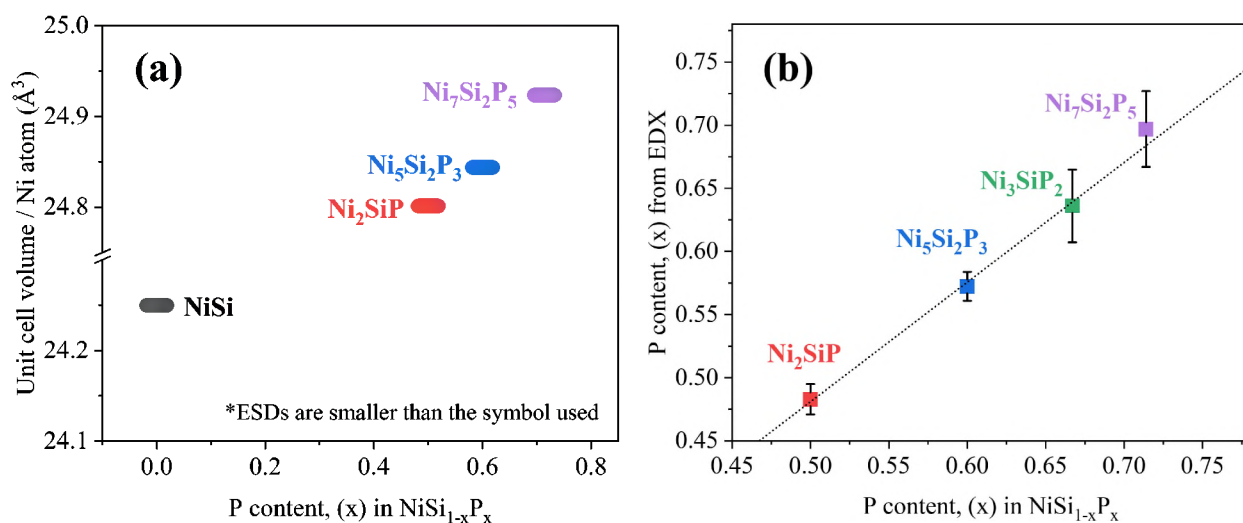 (a)
Unit cell volume / Ni atom (Å³)
25.0
24.9
24.8
24.2
24.1
Ni₇Si₂P₅
Ni₅Si₂P₃
Ni₂SiP
NiSi
*ESDs are smaller than the symbol used
0.0 0.2 0.4 0.6 0.8
P content, (x) in NiSi₁₋ₓPₓ
(b)
P content, (x) from EDX
0.75
0.70
0.65
0.60
0.55
0.50
0.45
Ni₇Si₂P₅
Ni₃SiP₂
Ni₅Si₂P₃
Ni₂SiP
0.45 0.50 0.55 0.60 0.65 0.70 0.75
P content, (x) in NiSi₁₋ₓPₓ